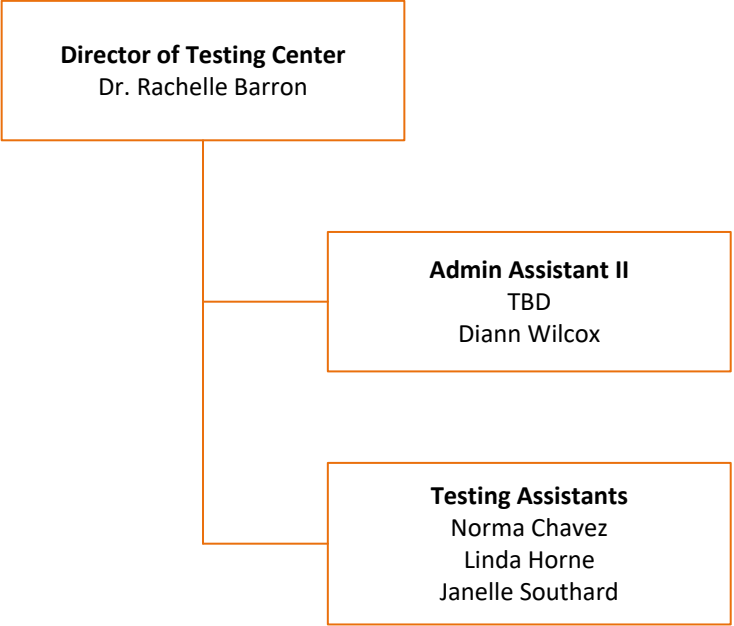 Director of Testing Center
Dr. Rachelle Barron
Admin Assistant II
TBD
Diann Wilcox
Testing Assistants
Norma Chavez
Linda Horne
Janelle Southard